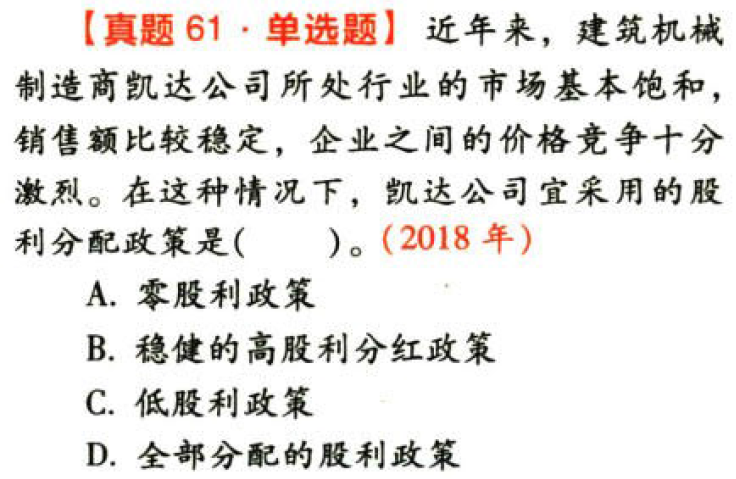 【真题 61·单选题】 近年来，建筑机械
制造商凯达公司所处行业的市场基本饱和，
销售额比较稳定，企业之间的价格竞争十分
激烈。在这种情况下，凯达公司宜采用的股
利分配政策是(　　)。(2018 年)
A. 零股利政策
B. 稳健的高股利分红政策
C. 低股利政策
D. 全部分配的股利政策